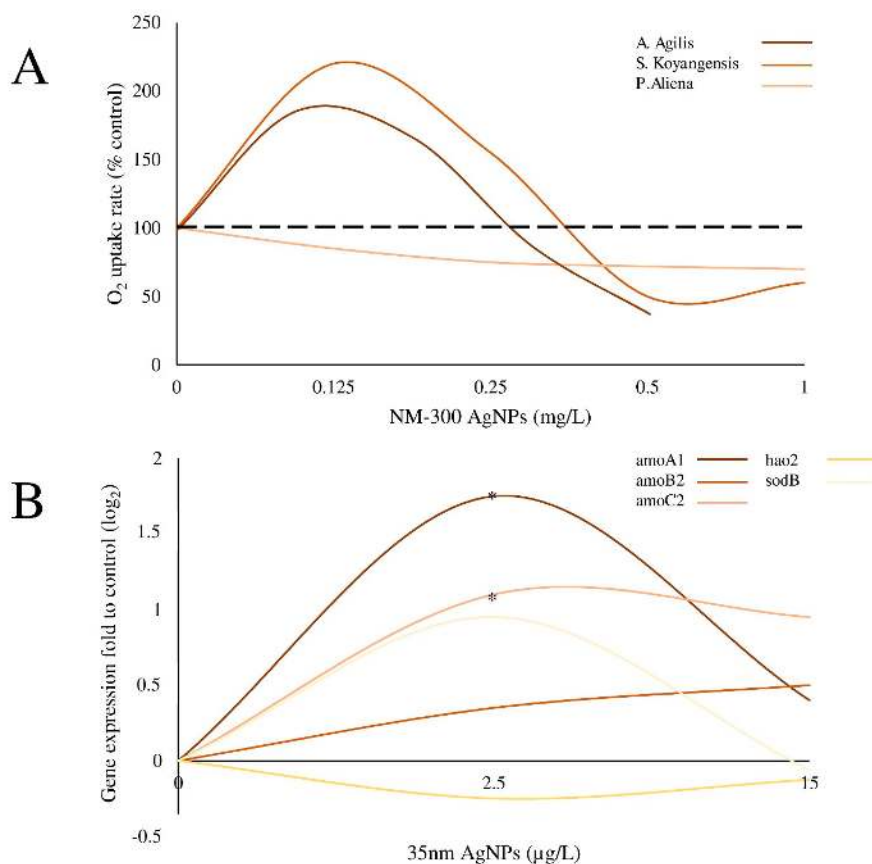 A
250
200
150
100
50
0
O2 uptake rate (% control)
A. Agilis
S. Koyangensis
P.Aliena
0 0.125 0.25 0.5 1
NM-300 AgNPs (mg/L)
B
2
1.5
1
0.5
0
-0.5
Gene expression fold to control (log2)
amoA1 hao2
amoB2 sodB
amoC2
*
*
0 2.5 15
35nm AgNPs (µg/L)